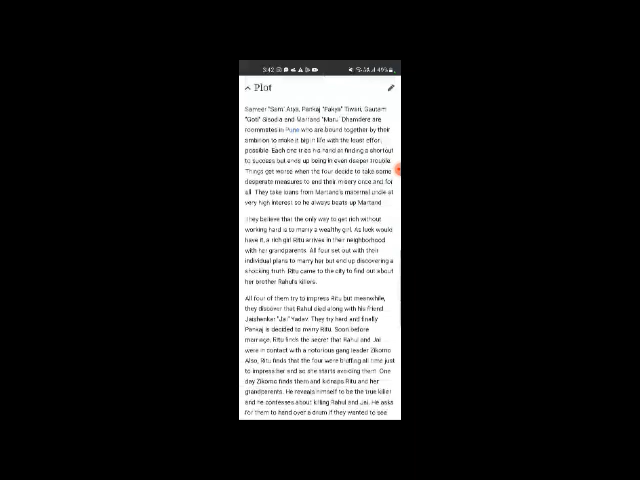 3:42
49%
Plot
Sameer "Sam" Arya, Pankaj "Pakya" Tiwari, Gautam
"Goti" Sisodia and Martand "Maru" Dhamdere are
roommates in Pune who are bound together by their
ambition to make it big in life with the least effort
possible. Each one tries his hand at finding a shortcut
to success but ends up being in even deeper trouble.
Things get worse when the four decide to take some
desperate measures to end their misery once and for
all. They take loans from Martand's maternal uncle at
very high interest so he always beats up Martand.
They believe that the only way to get rich without
working hard is to marry a wealthy girl. As luck would
have it, a rich girl Ritu arrives in their neighborhood
with her grandparents. All four set out with their
individual plans to marry her but end up discovering a
shocking truth. Ritu came to the city to find out about
her brother Rahul's killers.
All four of them try to impress Ritu but meanwhile,
they discover that Rahul died along with his friend
Jaishankar "Jai" Yadav. They try hard and finally
Pankaj is decided to marry Ritu. Soon before
marriage, Ritu finds the secret that Rahul and Jai
were in contact with a notorious gang leader Zikomo.
Also, Ritu finds that the four were bluffing all time just
to impress her and so she starts avoiding them. One
day Zikomo finds them and kidnaps Ritu and her
grandparents. He reveals himself to be the true killer
and he confesses about killing Rahul and Jai. He asks
for them to hand over a drum if they wanted to see